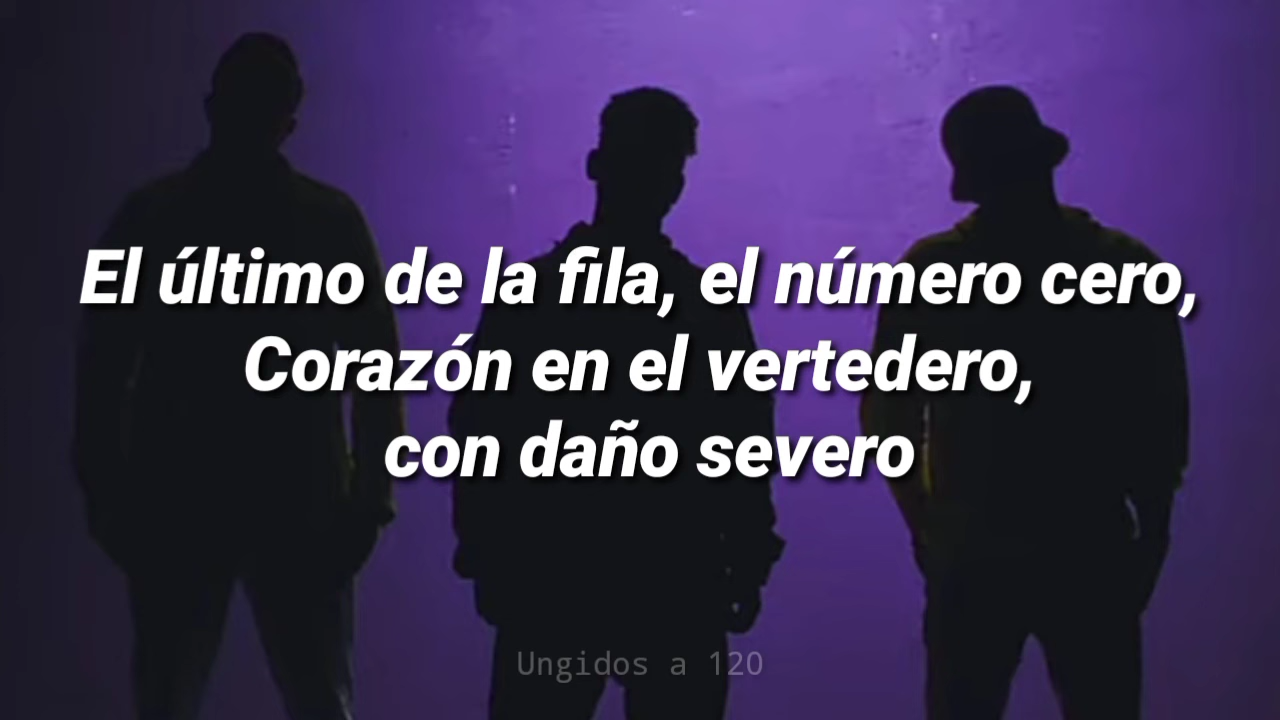 El último de la fila, el número cero,
Corazón en el vertedero,
con daño severo
Ungidos a 120